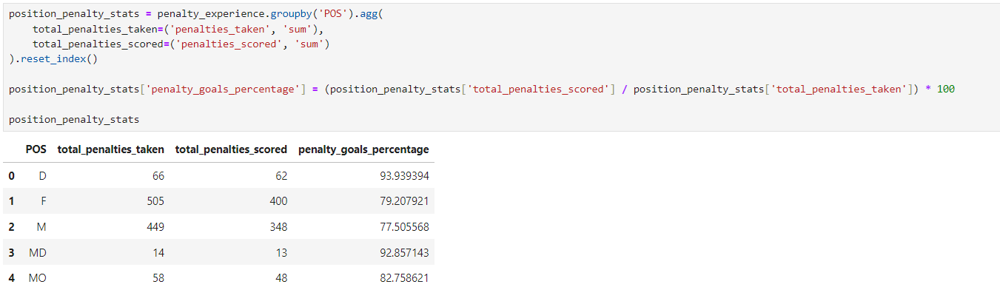 position_penalty_stats = penalty_experience.groupby('POS').agg(
    total_penalties_taken=('penalties_taken', 'sum'),
    total_penalties_scored=('penalties_scored', 'sum')
).reset_index()
position_penalty_stats['penalty_goals_percentage'] = (position_penalty_stats['total_penalties_scored'] / position_penalty_stats['total_penalties_taken']) * 100
position_penalty_stats
POS total_penalties_taken total_penalties_scored penalty_goals_percentage
0 D 66 62 93.939394
1 F 505 400 79.207921
2 M 449 348 77.505568
3 MD 14 13 92.857143
4 MO 58 48 82.758621